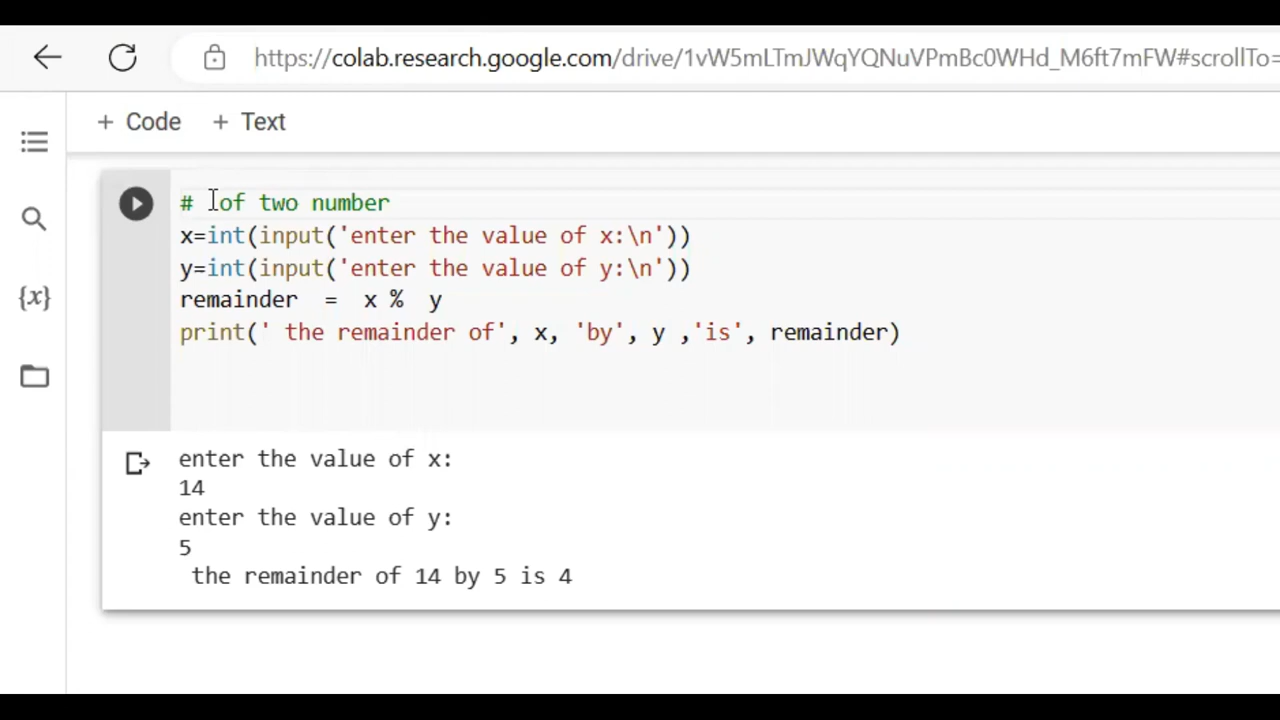 https://colab.research.google.com/drive/1vW5mLTmJWqYQNuVPmBc0WHd_M6ft7mFW#scrollTo=
+ Code + Text
# of two number
x=int(input('enter the value of x:\n'))
y=int(input('enter the value of y:\n'))
{x}
remainder  =  x %  y
print(' the remainder of', x, 'by', y ,'is', remainder)
enter the value of x:
14
enter the value of y:
5
 the remainder of 14 by 5 is 4